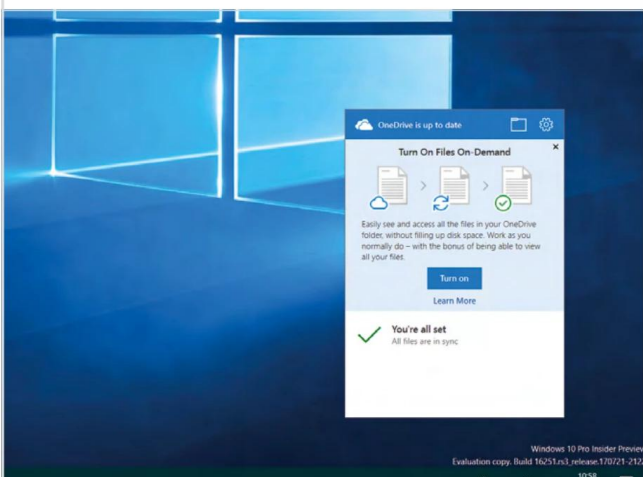 OneDrive is up to date
Turn On Files On-Demand
Easily see and access all the files in your OneDrive
folder, without filling up disk space. Work as you
normally do – with the bonus of being able to view
all your files.
Turn on
Learn More
You're all set
All files are in sync
Windows 10 Pro Insider Preview
Evaluation copy. Build 16251.rs3_release.170721-2122
10:58